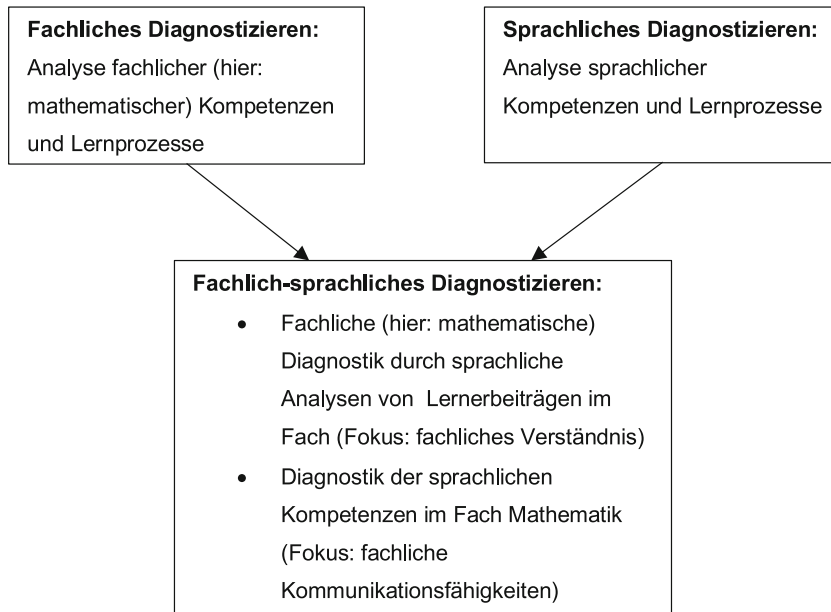 Fachliches Diagnostizieren:
Analyse fachlicher (hier:
mathematischer) Kompetenzen
und Lernprozesse
Sprachliches Diagnostizieren:
Analyse sprachlicher
Kompetenzen und Lernprozesse
Fachlich-sprachliches Diagnostizieren:
• Fachliche (hier: mathematische)
Diagnostik durch sprachliche
Analysen von Lernerbeiträgen im
Fach (Fokus: fachliches Verständnis)
• Diagnostik der sprachlichen
Kompetenzen im Fach Mathematik
(Fokus: fachliche
Kommunikationsfähigkeiten)